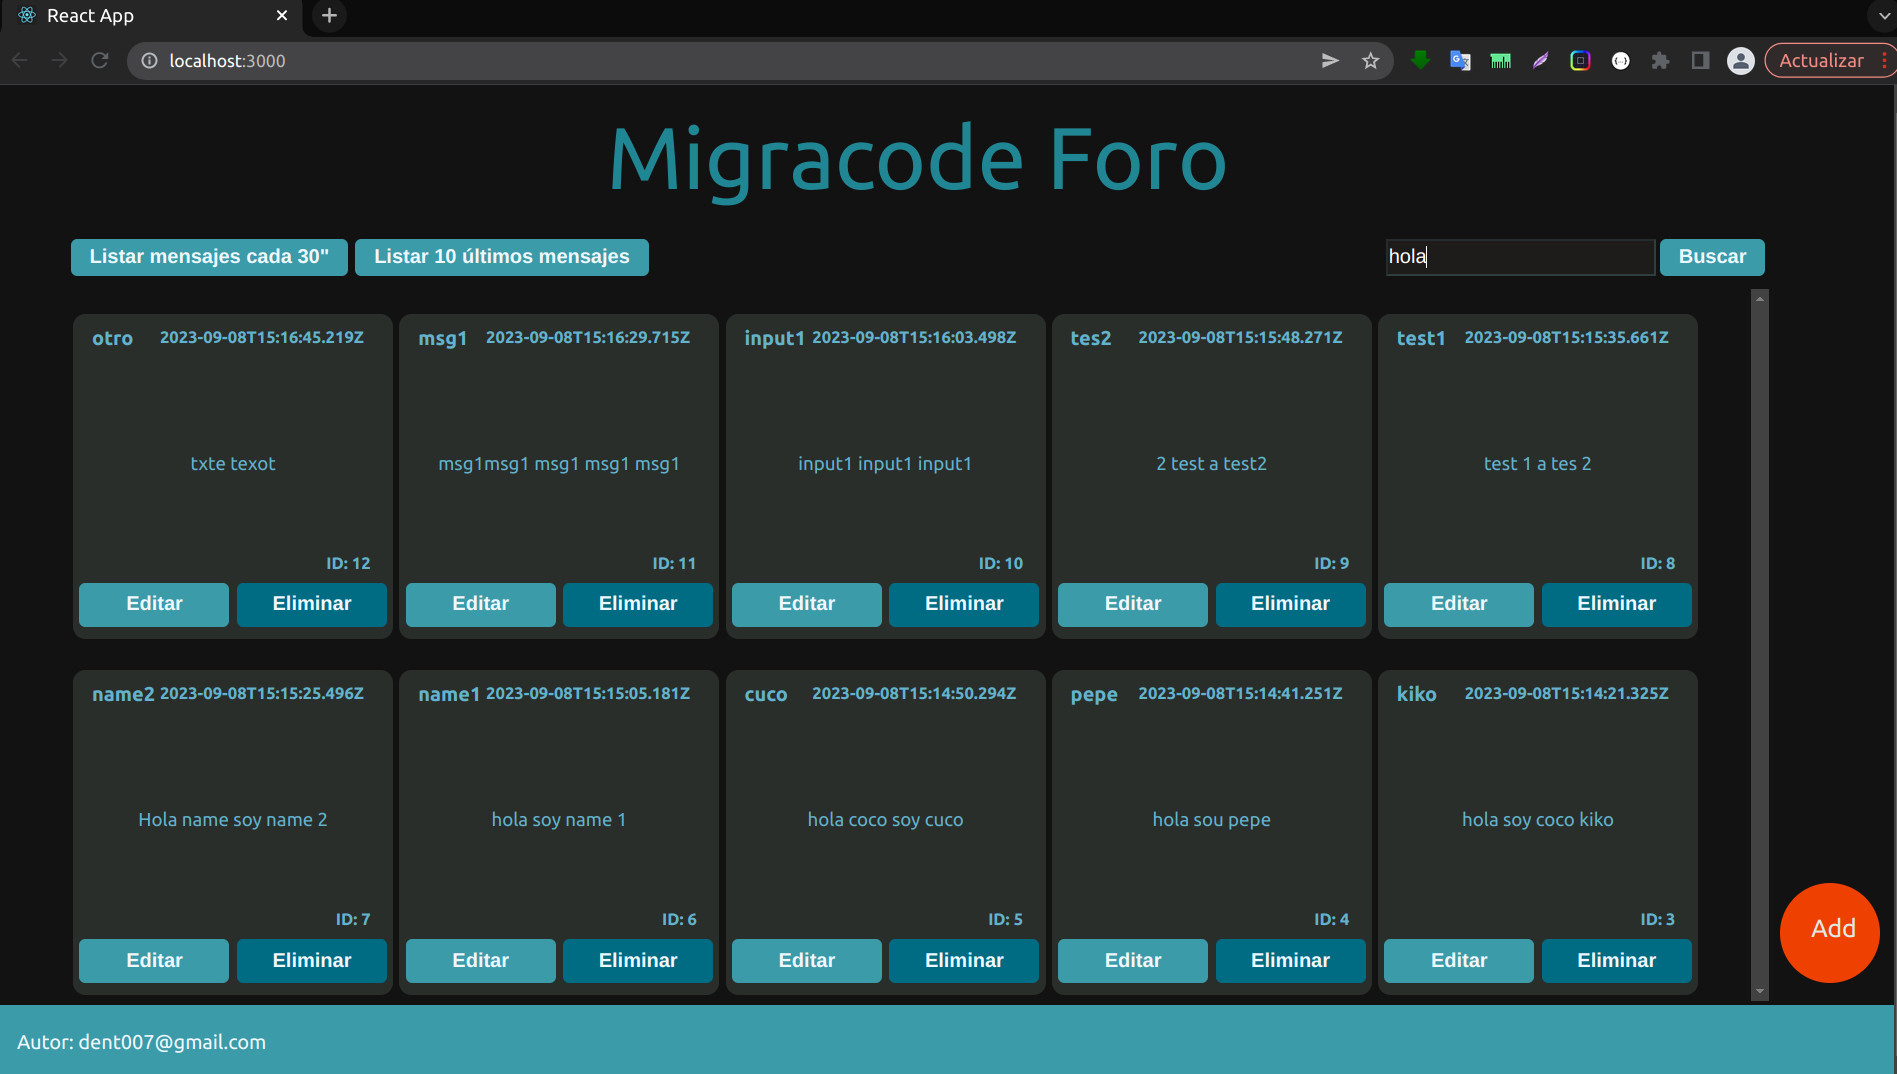 React App
localhost:3000
Actualizar
Migracode Foro
Listar mensajes cada 30" Listar 10 últimos mensajes hola Buscar
otro 2023-09-08T15:16:45.219Z
txte texot
ID: 12
Editar Eliminar
msg1 2023-09-08T15:16:29.715Z
msg1msg1 msg1 msg1 msg1
ID: 11
Editar Eliminar
input1 2023-09-08T15:16:03.498Z
input1 input1 input1
ID: 10
Editar Eliminar
tes2 2023-09-08T15:15:48.271Z
2 test a test2
ID: 9
Editar Eliminar
test1 2023-09-08T15:15:35.661Z
test 1 a tes 2
ID: 8
Editar Eliminar
name2 2023-09-08T15:15:25.496Z
Hola name soy name 2
ID: 7
Editar Eliminar
name1 2023-09-08T15:15:05.181Z
hola soy name 1
ID: 6
Editar Eliminar
cuco 2023-09-08T15:14:50.294Z
hola coco soy cuco
ID: 5
Editar Eliminar
pepe 2023-09-08T15:14:41.251Z
hola sou pepe
ID: 4
Editar Eliminar
kiko 2023-09-08T15:14:21.325Z
hola soy coco kiko
ID: 3
Editar Eliminar
Add
Autor: dent007@gmail.com